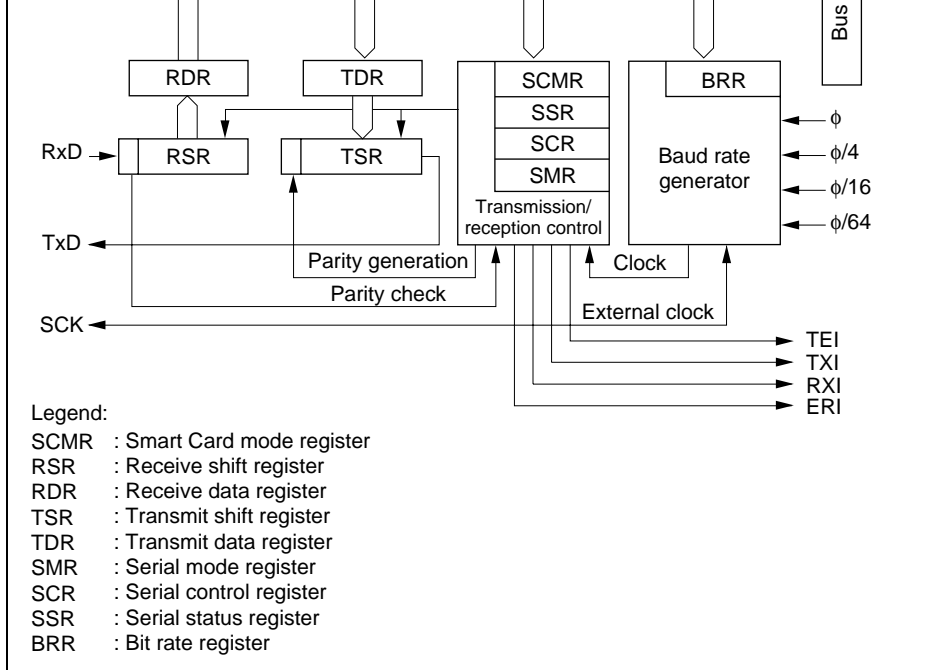 Bus
RDR
TDR
SCMR
BRR
SSR
φ
RxD
RSR
TSR
SCR
Baud rate
generator
φ/4
SMR
φ/16
Transmission/
reception control
φ/64
TxD
Parity generation
Clock
Parity check
External clock
SCK
TEI
TXI
RXI
ERI
Legend:
SCMR : Smart Card mode register
RSR : Receive shift register
RDR : Receive data register
TSR : Transmit shift register
TDR : Transmit data register
SMR : Serial mode register
SCR : Serial control register
SSR : Serial status register
BRR : Bit rate register